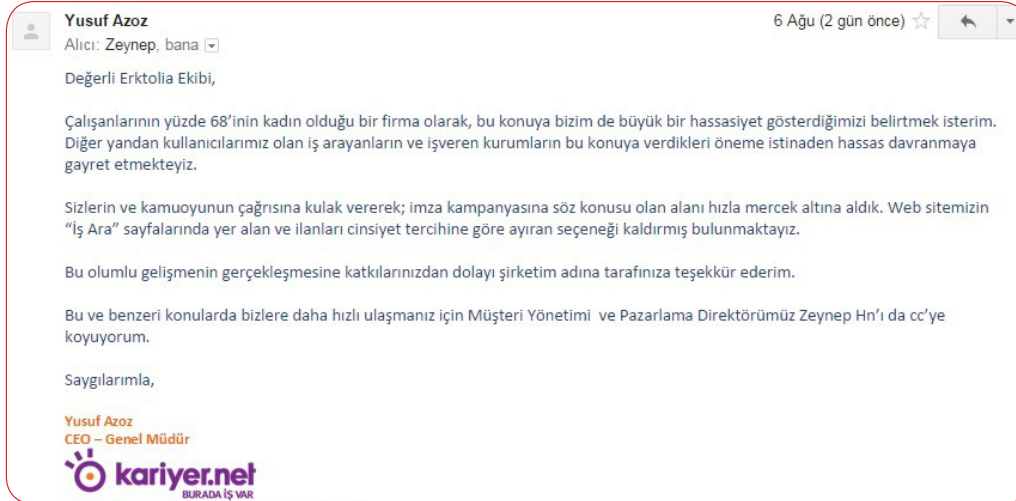 Yusuf Azoz
6 Ağu (2 gün önce)
Alıcı: Zeynep, bana
Değerli Erktolia Ekibi,
Çalışanlarının yüzde 68’inin kadın olduğu bir firma olarak, bu konuya bizim de büyük bir hassasiyet gösterdiğimizi belirtmek isterim.
Diğer yandan kullanıcılarımız olan iş arayanların ve işveren kurumların bu konuya verdikleri öneme istinaden hassas davranmaya
gayret etmekteyiz.
Sizlerin ve kamuoyunun çağrısına kulak vererek; imza kampanyasına söz konusu olan alanı hızla mercek altına aldık. Web sitemizin
“İş Ara” sayfalarında yer alan ve ilanları cinsiyet tercihine göre ayıran seçeneği kaldırmış bulunmaktayız.
Bu olumlu gelişmenin gerçekleşmesine katkılarınızdan dolayı şirketim adına tarafınıza teşekkür ederim.
Bu ve benzeri konularda bizlere daha hızlı ulaşmanız için Müşteri Yönetimi ve Pazarlama Direktörümüz Zeynep Hn’ı da cc’ye
koyuyorum.
Saygılarımla,
Yusuf Azoz
CEO – Genel Müdür
kariyer.net
BURADA İŞ VAR